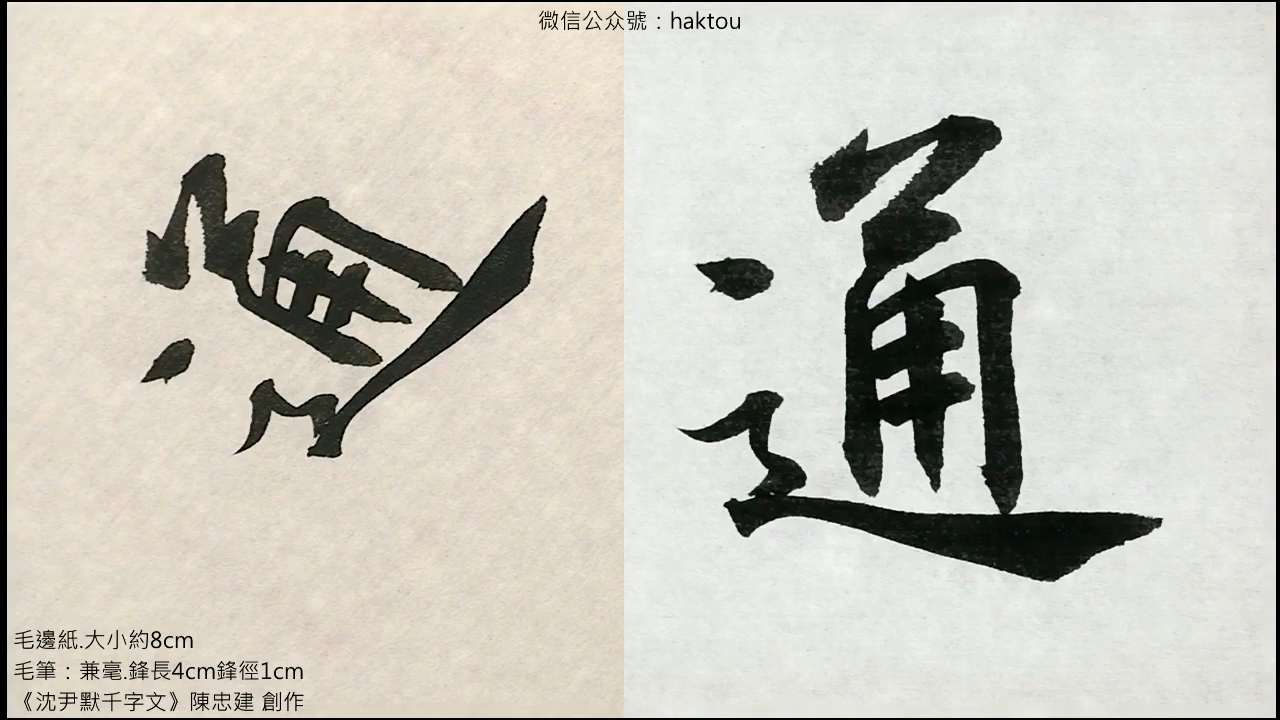 微信公众號：haktou
通
通
毛邊紙.大小約8cm
毛筆：兼毫.鋒長4cm鋒徑1cm
《沈尹默千字文》陳忠建 創作